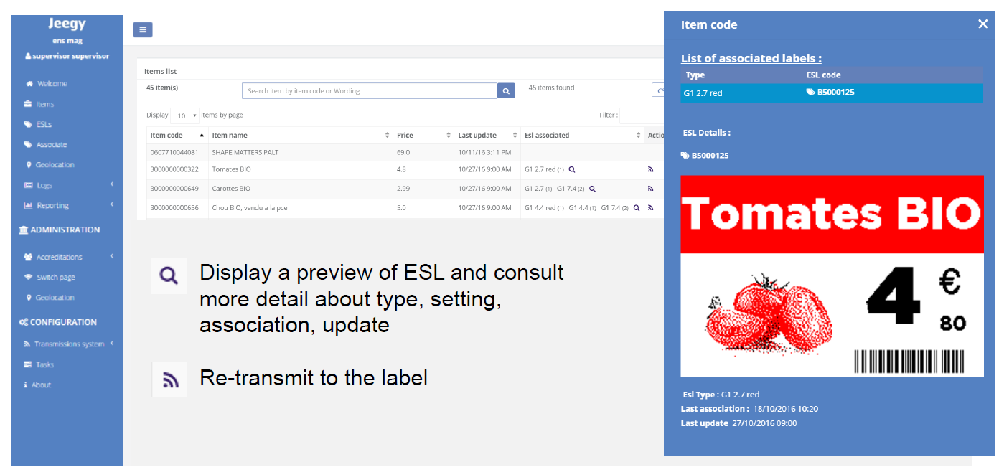 Jeegy
ens mag
supervisor supervisor
Welcome
Items
ESLs
Associate
Geolocation
Logs
Reporting
ADMINISTRATION
Accreditations
Switch page
Geolocation
CONFIGURATION
Transmissions system
Tasks
About
Items list
45 item(s)
Search item by item code or Wording
45 items found
Display 10 items by page
Filter :
Item code Item name Price Last update Esl associated
0607710044081 SHAPE MATTERS PALT 69.0 10/11/16 3:11 PM
3000000000322 Tomates BIO 4.8 10/27/16 9:00 AM G1 2.7 red (1)
3000000000649 Carottes BIO 2.99 10/27/16 9:00 AM G1 2.7 (1) G1 7.4 (2)
3000000000656 Chou BIO, vendu a la pce 5.0 10/27/16 9:00 AM G1 4.4 red (1) G1 4.4 (1) G1 7.4 (2)
Display a preview of ESL and consult
more detail about type, setting,
association, update
Re-transmit to the label
Item code
List of associated labels :
Type ESL code
G1 2.7 red B5000125
ESL Details :
B5000125
Tomates BIO
4 €
80
Esl Type : G1 2.7 red
Last association : 18/10/2016 10:20
Last update 27/10/2016 09:00